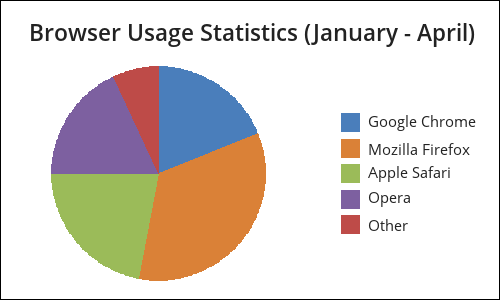 Browser Usage Statistics (January - April)
Google Chrome
Mozilla Firefox
Apple Safari
Opera
Other